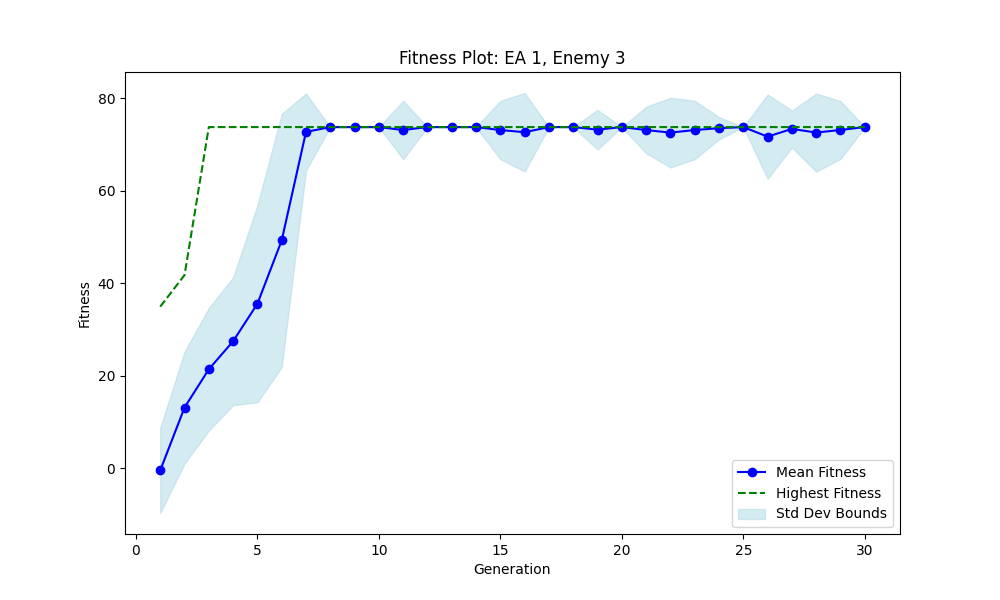 Fitness Plot: EA 1, Enemy 3
80
60
40
20
0
Fitness
0 5 10 15 20 25 30
Generation
Mean Fitness
Highest Fitness
Std Dev Bounds